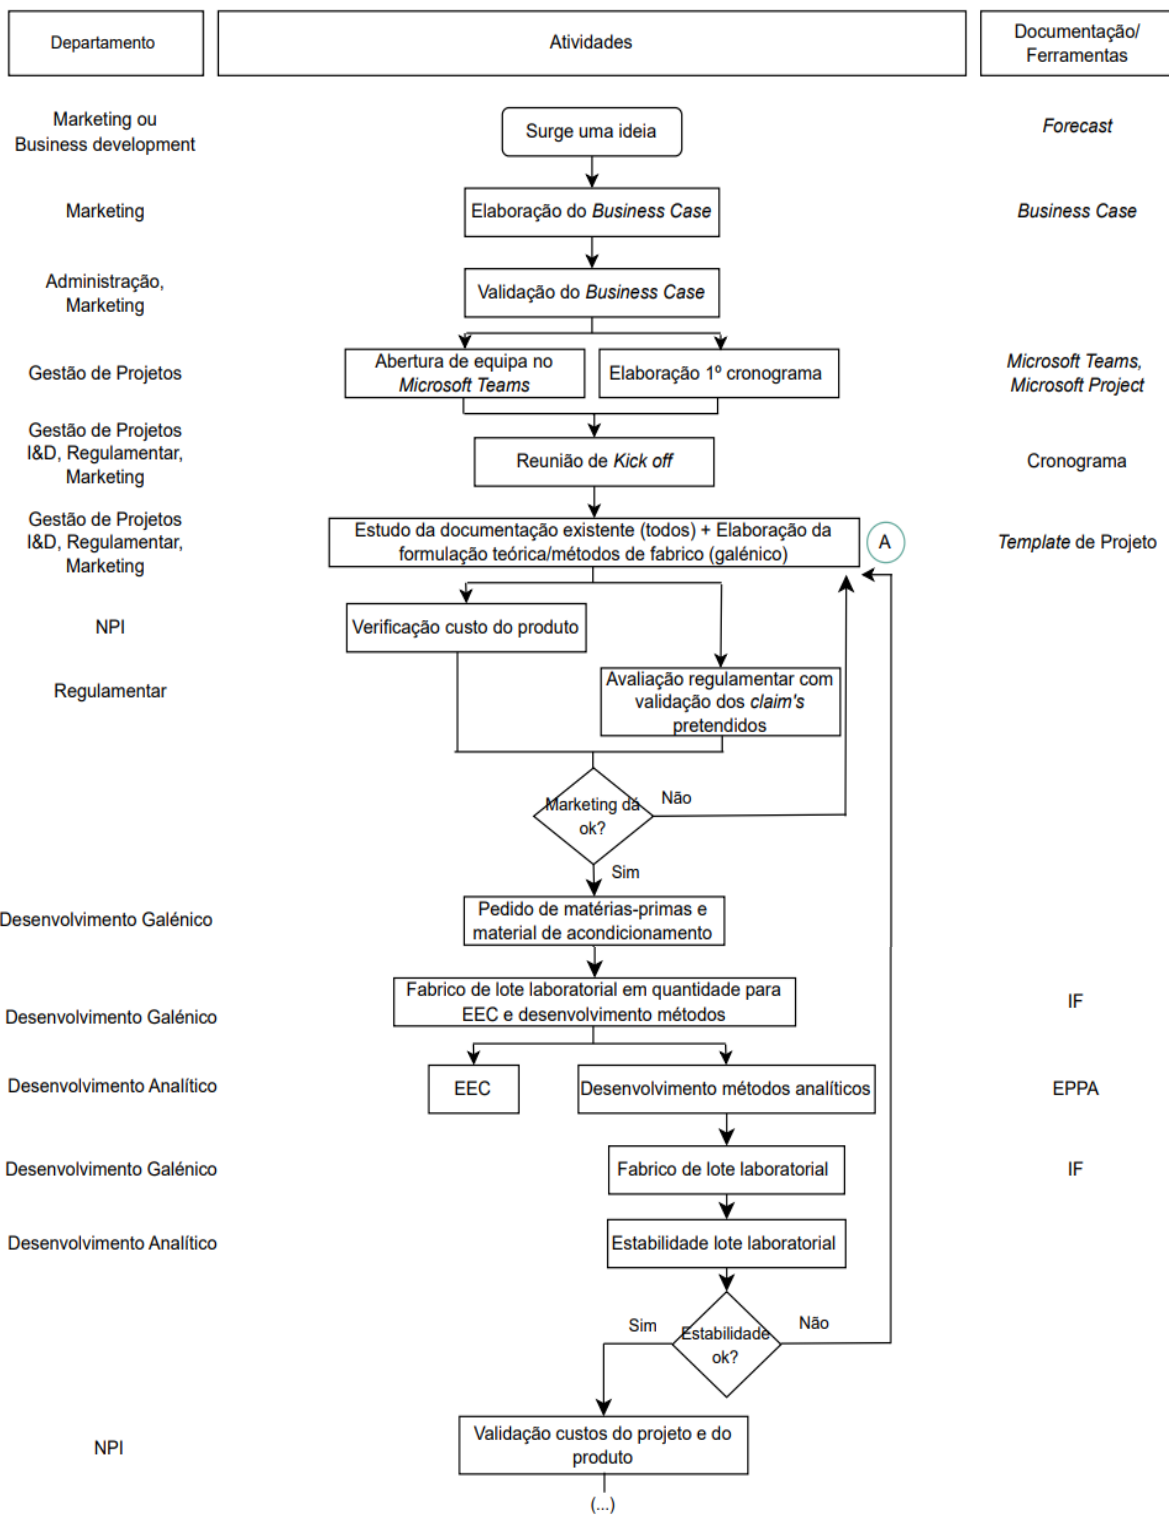 Departamento
Atividades
Documentação/
Ferramentas
Marketing ou
Business development
Surge uma ideia
Forecast
Marketing
Elaboração do Business Case
Business Case
Administração,
Marketing
Validação do Business Case
Gestão de Projetos
Abertura de equipa no
Microsoft Teams
Elaboração 1º cronograma
Microsoft Teams,
Microsoft Project
Gestão de Projetos
I&D, Regulamentar,
Marketing
Reunião de Kick off
Cronograma
Gestão de Projetos
I&D, Regulamentar,
Marketing
Estudo da documentação existente (todos) + Elaboração da
formulação teórica/métodos de fabrico (galénico)
A
Template de Projeto
NPI
Verificação custo do produto
Regulamentar
Avaliação regulamentar com
validação dos claim's
pretendidos
Marketing dá
ok?
Não
Sim
Desenvolvimento Galénico
Pedido de matérias-primas e
material de acondicionamento
Desenvolvimento Galénico
Fabrico de lote laboratorial em quantidade para
EEC e desenvolvimento métodos
IF
Desenvolvimento Analítico
EEC
Desenvolvimento métodos analíticos
EPPA
Desenvolvimento Galénico
Fabrico de lote laboratorial
IF
Desenvolvimento Analítico
Estabilidade lote laboratorial
Sim
Estabilidade
ok?
Não
NPI
Validação custos do projeto e do
produto
(...)